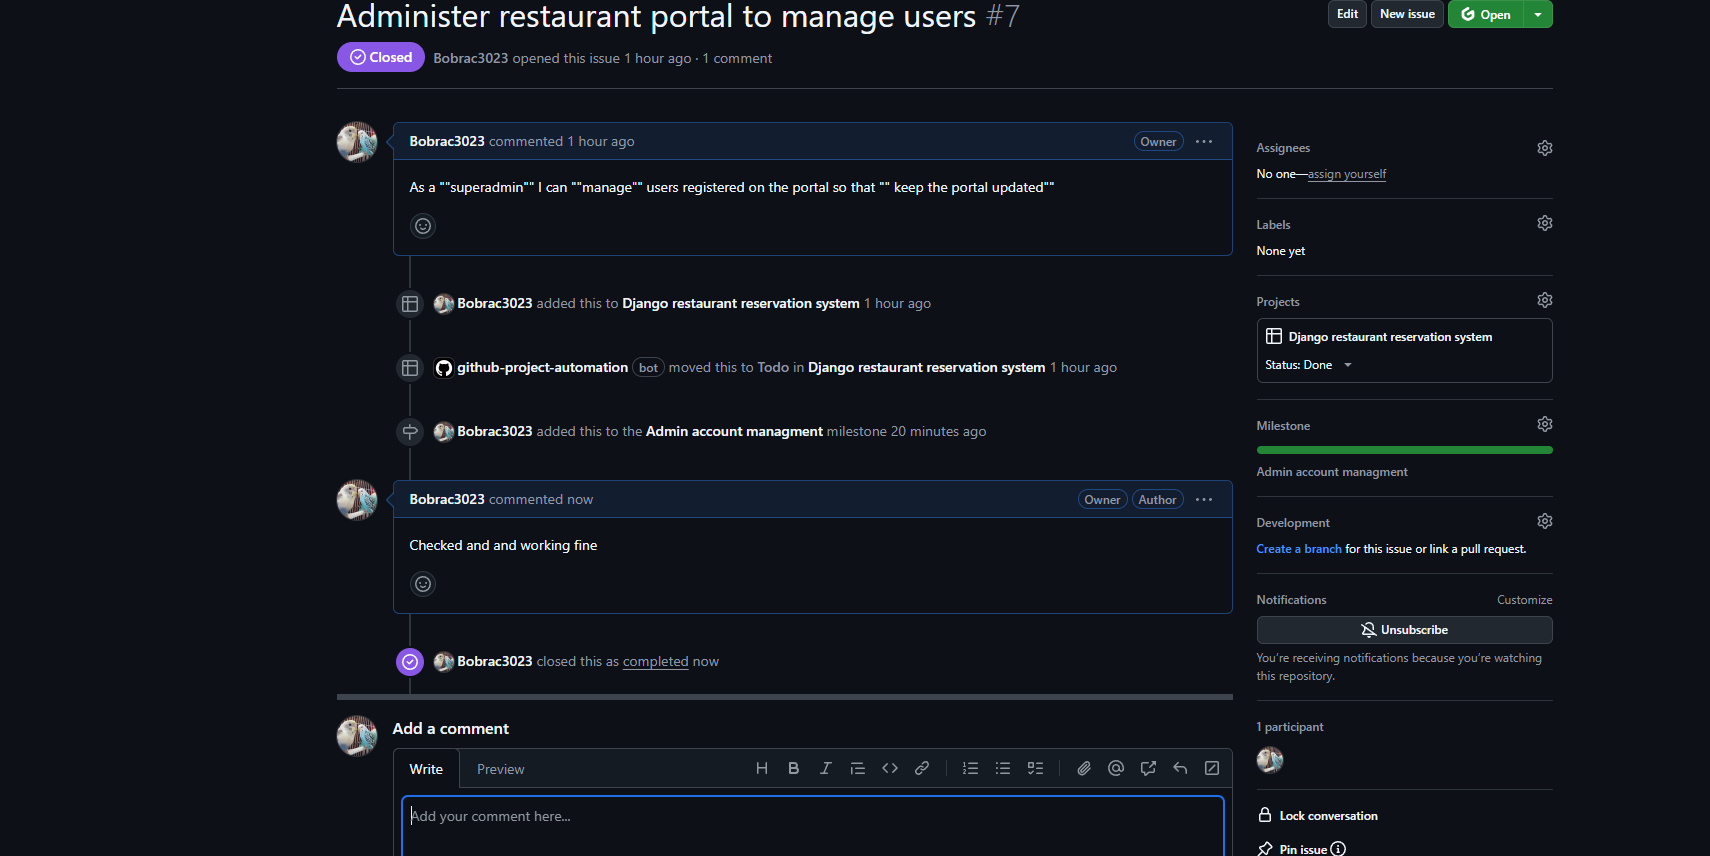 Administer restaurant portal to manage users #7
Edit
New issue
Open
Closed
Bobrac3023 opened this issue 1 hour ago · 1 comment
Bobrac3023 commented 1 hour ago
Owner
As a ""superadmin"" I can ""manage"" users registered on the portal so that "" keep the portal updated""
Bobrac3023 added this to Django restaurant reservation system 1 hour ago
github-project-automation bot moved this to Todo in Django restaurant reservation system 1 hour ago
Bobrac3023 added this to the Admin account managment milestone 20 minutes ago
Bobrac3023 commented now
Owner
Author
Checked and and working fine
Bobrac3023 closed this as completed now
Add a comment
Write
Preview
Add your comment here...
Assignees
No one—assign yourself
Labels
None yet
Projects
Django restaurant reservation system
Status: Done
Milestone
Admin account managment
Development
Create a branch for this issue or link a pull request.
Notifications
Customize
Unsubscribe
You're receiving notifications because you're watching
this repository.
1 participant
Lock conversation
Pin issue